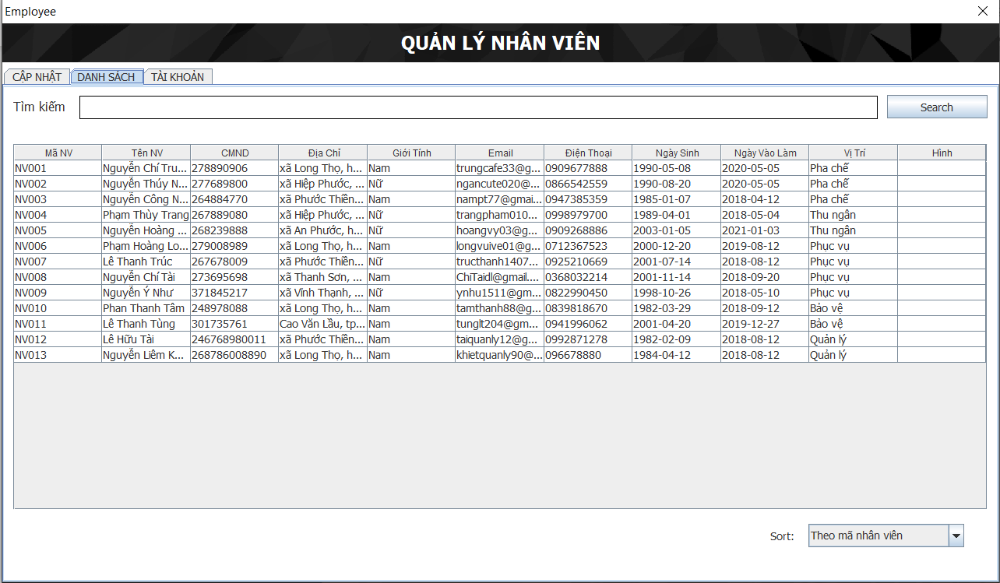 Employee
QUẢN LÝ NHÂN VIÊN
CẬP NHẬT DANH SÁCH TÀI KHOẢN
Tìm kiếm Search
Mã NV Tên NV CMND Địa Chỉ Giới Tính Email Điện Thoại Ngày Sinh Ngày Vào Làm Vị Trí Hình
NV001 Nguyễn Chí Tru... 278890906 xã Long Thọ, h... Nam trungcafe33@g... 0909677888 1990-05-08 2020-05-05 Pha chế
NV002 Nguyễn Thúy N... 277689800 xã Hiệp Phước, ... Nữ ngancute020@... 0866542559 1990-08-20 2020-05-05 Pha chế
NV003 Nguyễn Công N... 264884770 xã Phước Thiền... Nam nampt77@gmai... 0947385359 1985-01-07 2018-04-12 Pha chế
NV004 Phạm Thùy Trang 267889080 xã Hiệp Phước, ... Nữ trangpham010... 0998979700 1989-04-01 2018-05-04 Thu ngân
NV005 Nguyễn Hoàng ... 268239888 xã An Phước, h... Nữ hoangvy03@g... 0909268886 2003-01-05 2021-01-03 Thu ngân
NV006 Phạm Hoàng Lo... 279008989 xã Long Thọ, h... Nam longvuive01@g... 0712367523 2000-12-20 2019-08-12 Phục vụ
NV007 Lê Thanh Trúc 267678009 xã Phước Thiền... Nữ tructhanh1407... 0925210669 2001-07-14 2018-08-12 Phục vụ
NV008 Nguyễn Chí Tài 273695698 xã Thanh Sơn, ... Nam ChiTaidl@gmail.... 0368032214 2001-11-14 2018-09-20 Phục vụ
NV009 Nguyễn Ý Như 371845217 xã Vĩnh Thạnh, ... Nữ ynhu1511@gm... 0822990450 1998-10-26 2018-05-10 Phục vụ
NV010 Phan Thanh Tâm 248978088 xã Long Thọ, h... Nam tamthanh88@g... 0839818670 1982-03-29 2018-09-12 Bảo vệ
NV011 Lê Thanh Tùng 301735761 Cao Văn Lầu, tp... Nam tunglt204@gm... 0941996062 2001-04-20 2019-12-27 Bảo vệ
NV012 Lê Hữu Tài 246768980011 xã Phước Thiền... Nam taiquanly12@g... 0992871278 1982-02-09 2018-08-12 Quản lý
NV013 Nguyễn Liêm K... 268786008890 xã Long Thọ, h... Nam khietquanly90@... 096678880 1984-04-12 2018-08-12 Quản lý
Sort: Theo mã nhân viên